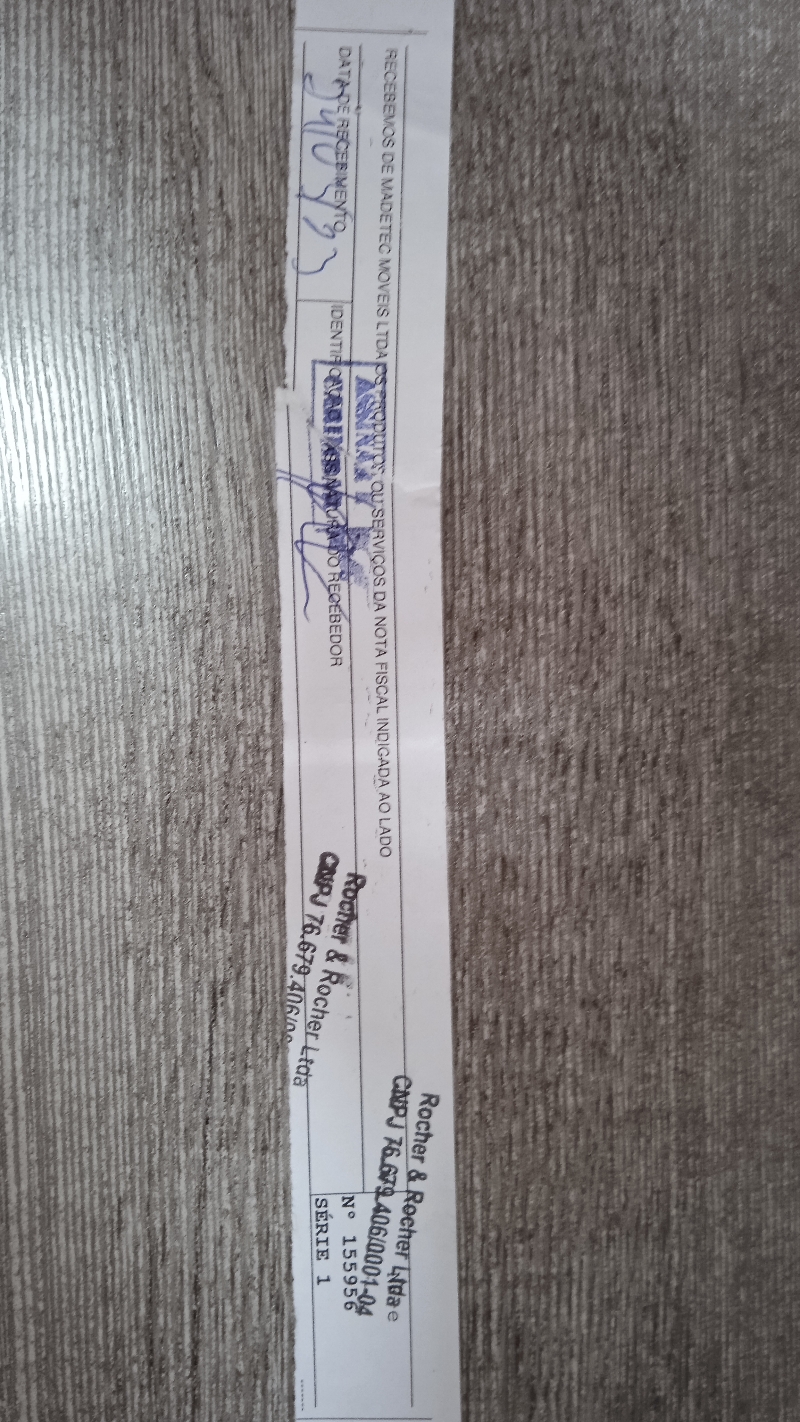 RECEBEMOS DE MADETEC MOVEIS LTDA OS PRODUTOS OU SERVIÇOS DA NOTA FISCAL INDICADA AO LADO
DATA DE RECEBIMENTO
IDENTIFICAÇÃO E ASSINATURA DO RECEBEDOR
Rocher & Rocher Ltda
CNPJ 76.679.406/00
Rocher & Rocher Ltda e
CNPJ 76.679.406/0001-04
Nº 155956
SÉRIE 1